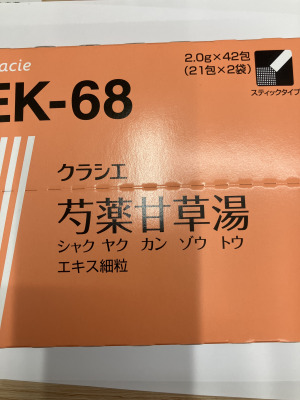 acie
EK-68
2.0g×42包
(21包×2袋)
スティックタイプ
クラシエ
芍薬甘草湯
シャク ヤク カン ゾウ トウ
エキス細粒